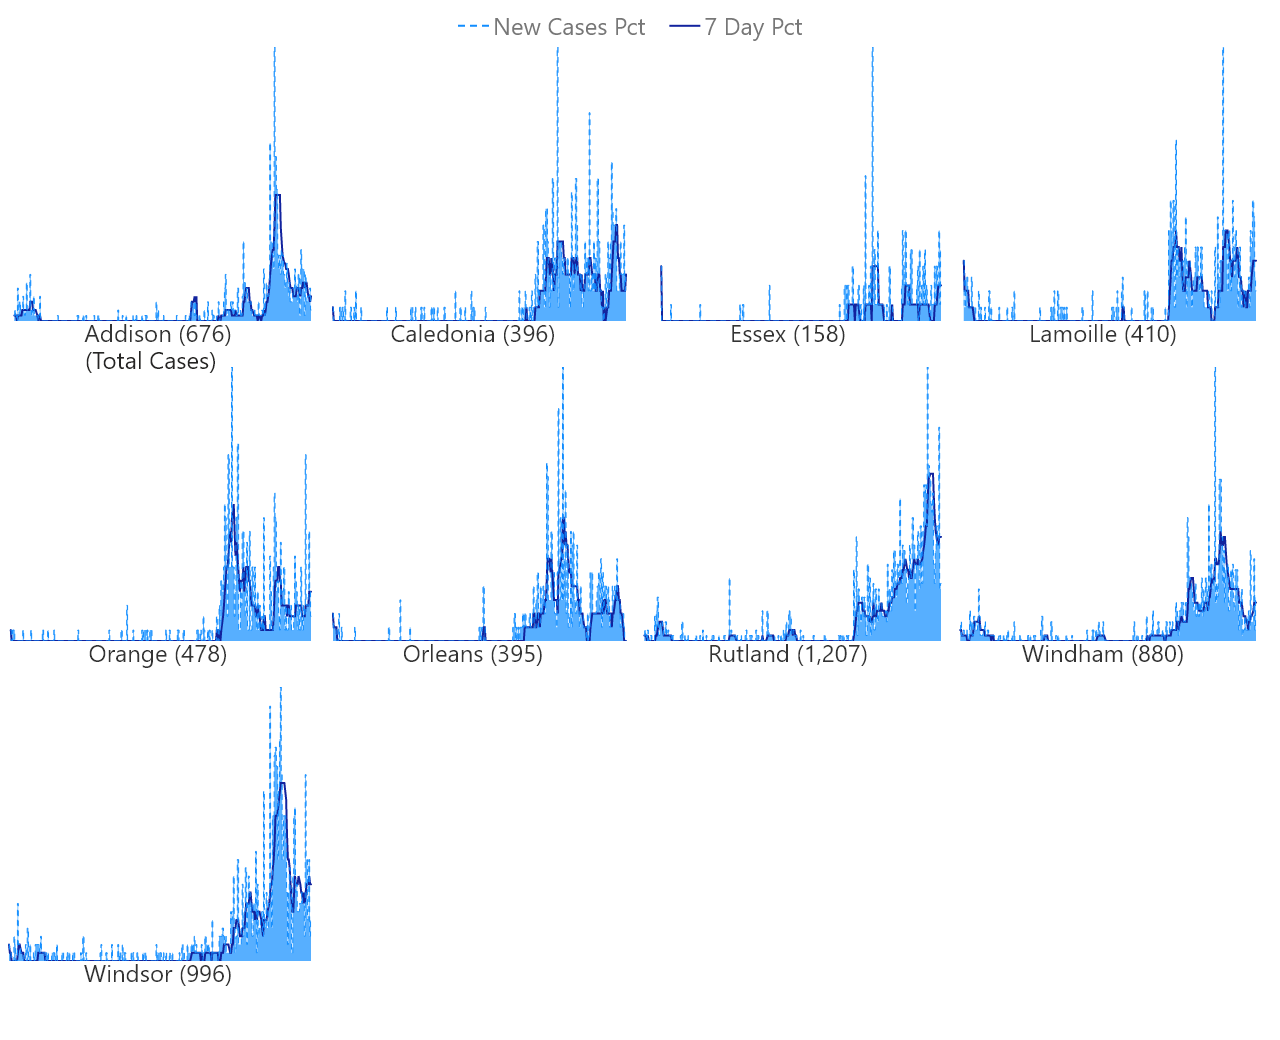 New Cases Pct 7 Day Pct
Addison (676)
(Total Cases)
Caledonia (396)
Essex (158)
Lamoille (410)
Orange (478)
Orleans (395)
Rutland (1,207)
Windham (880)
Windsor (996)